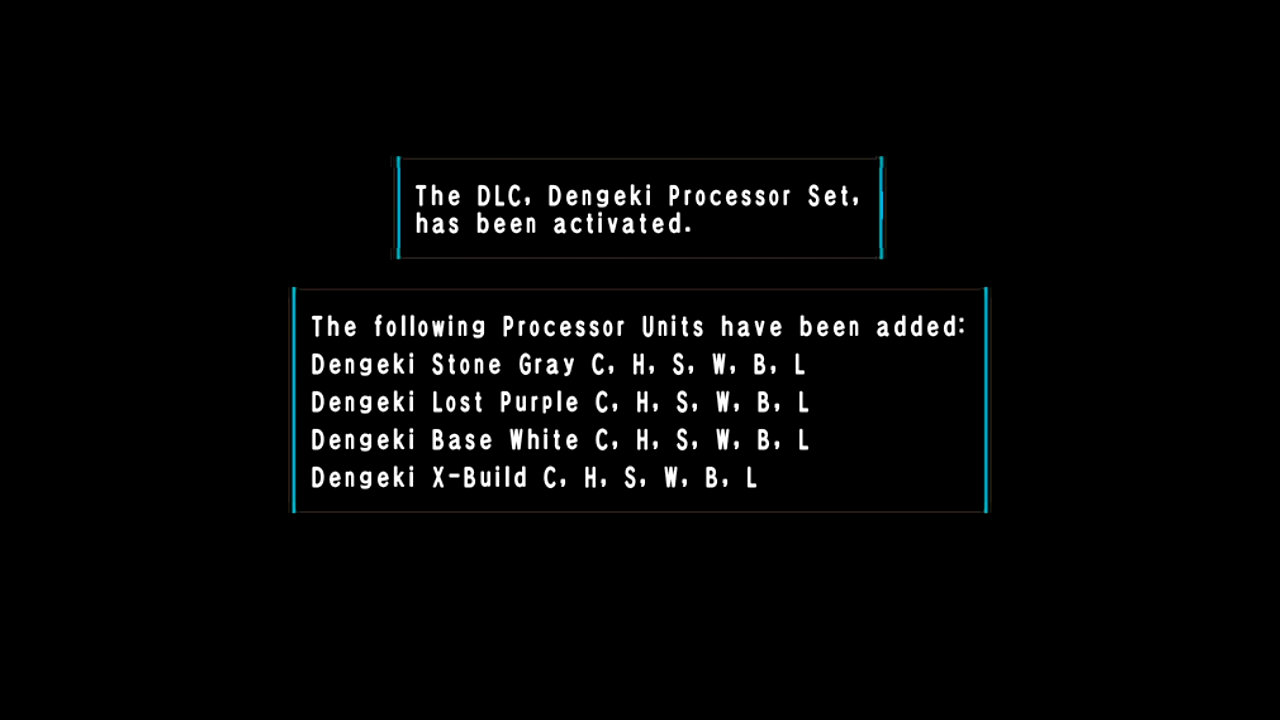 The DLC, Dengeki Processor Set,
has been activated.
The following Processor Units have been added:
Dengeki Stone Gray C, H, S, W, B, L
Dengeki Lost Purple C, H, S, W, B, L
Dengeki Base White C, H, S, W, B, L
Dengeki X-Build C, H, S, W, B, L